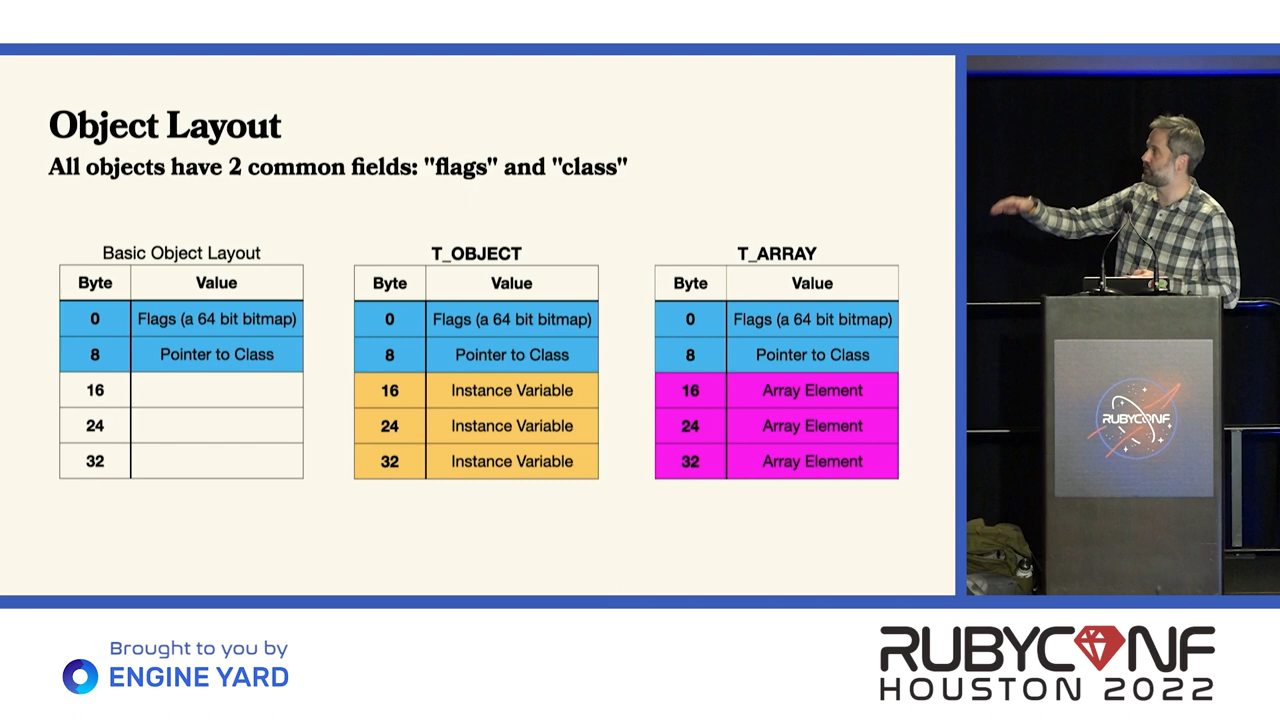 Object Layout
All objects have 2 common fields: "flags" and "class"
Basic Object Layout
Byte Value
0 Flags (a 64 bit bitmap)
8 Pointer to Class
16
24
32
T_OBJECT
Byte Value
0 Flags (a 64 bit bitmap)
8 Pointer to Class
16 Instance Variable
24 Instance Variable
32 Instance Variable
T_ARRAY
Byte Value
0 Flags (a 64 bit bitmap)
8 Pointer to Class
16 Array Element
24 Array Element
32 Array Element
RUBYCONF
Brought to you by
ENGINE YARD
RUBYCONF
HOUSTON 2022